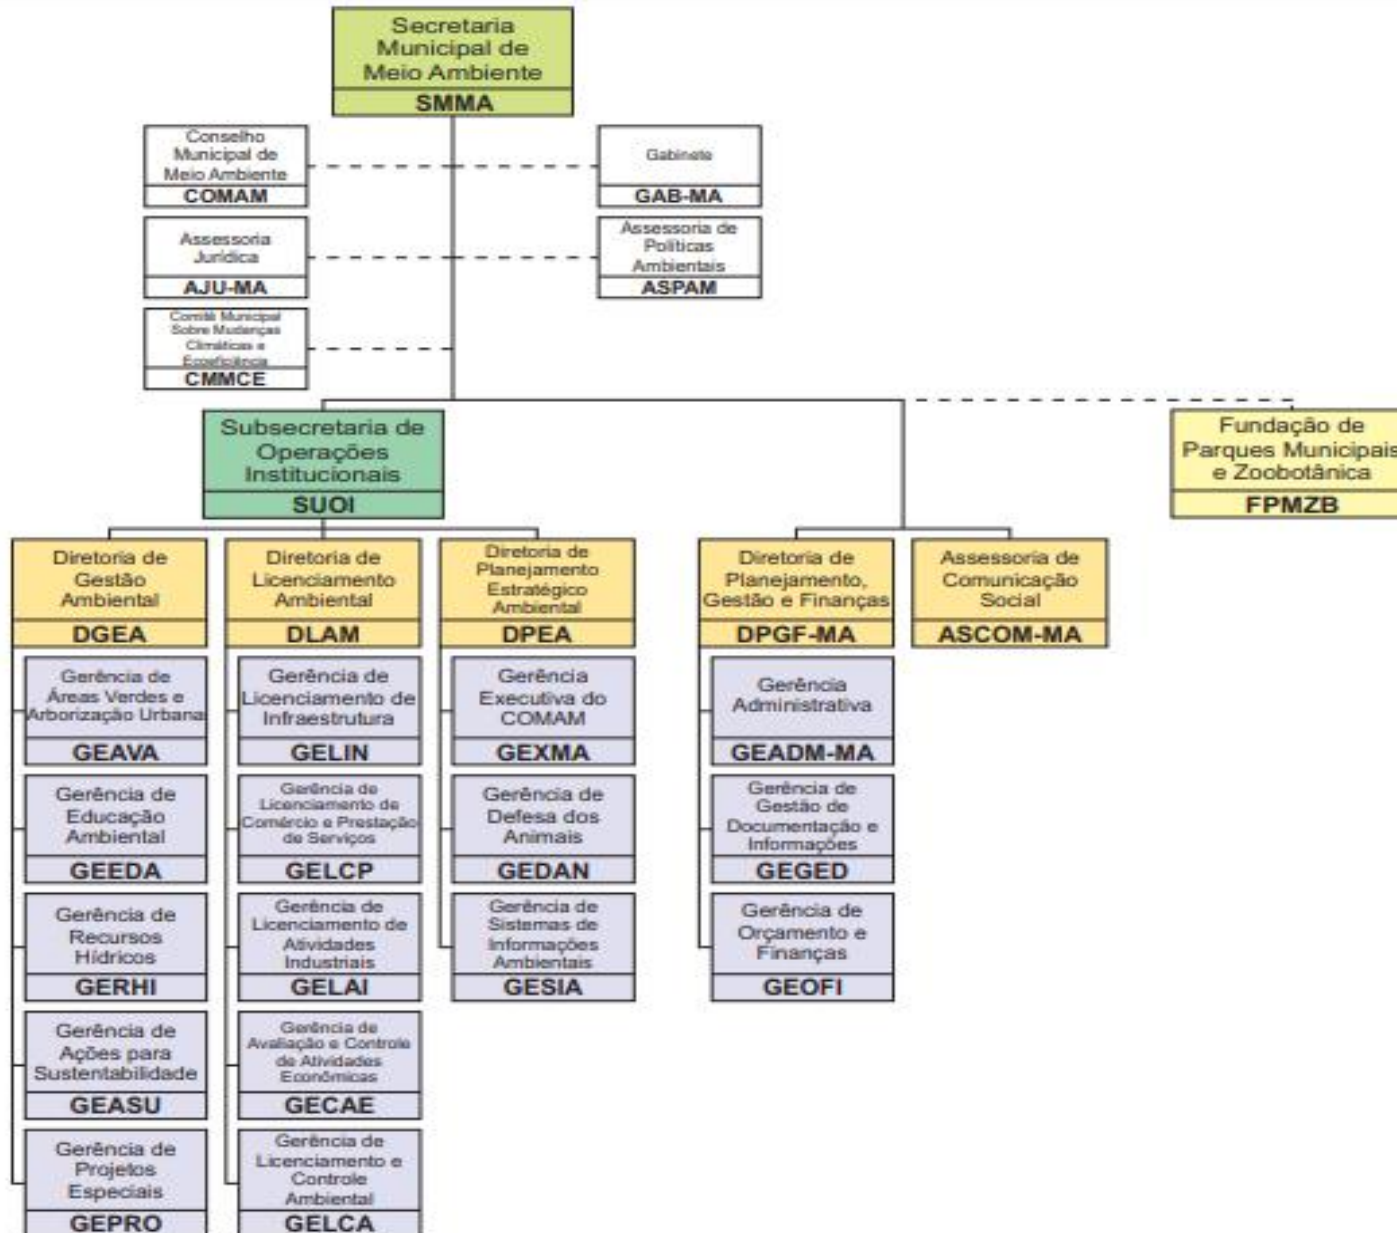 Secretaria
Municipal de
Meio Ambiente
SMMA
Conselho
Municipal de
Meio Ambiente
COMAM
Gabinete
GAB-MA
Assessoria
Jurídica
AJU-MA
Assessoria de
Políticas
Ambientais
ASPAM
Comitê Municipal
Sobre Mudanças
Climáticas e
Ecoeficiência
CMMCE
Subsecretaria de
Operações
Institucionais
SUOI
Fundação de
Parques Municipais
e Zoobotânica
FPMZB
Diretoria de
Gestão
Ambiental
DGEA
Diretoria de
Licenciamento
Ambiental
DLAM
Diretoria de
Planejamento
Estratégico
Ambiental
DPEA
Diretoria de
Planejamento,
Gestão e Finanças
DPGF-MA
Assessoria de
Comunicação
Social
ASCOM-MA
Gerência de
Áreas Verdes e
Arborização Urbana
GEAVA
Gerência de
Licenciamento de
Infraestrutura
GELIN
Gerência
Executiva do
COMAM
GEXMA
Gerência
Administrativa
GEADM-MA
Gerência de
Educação
Ambiental
GEEDA
Gerência de
Licenciamento de
Comércio e Prestação
de Serviços
GELCP
Gerência de
Defesa dos
Animais
GEDAN
Gerência de
Gestão de
Documentação e
Informações
GEGED
Gerência de
Recursos
Hídricos
GERHI
Gerência de
Licenciamento de
Atividades
Industriais
GELAI
Gerência de
Sistemas de
Informações
Ambientais
GESIA
Gerência de
Orçamento e
Finanças
GEOFI
Gerência de
Ações para
Sustentabilidade
GEASU
Gerência de
Avaliação e Controle
de Atividades
Econômicas
GECAE
Gerência de
Projetos
Especiais
GEPRO
Gerência de
Licenciamento e
Controle
Ambiental
GELCA